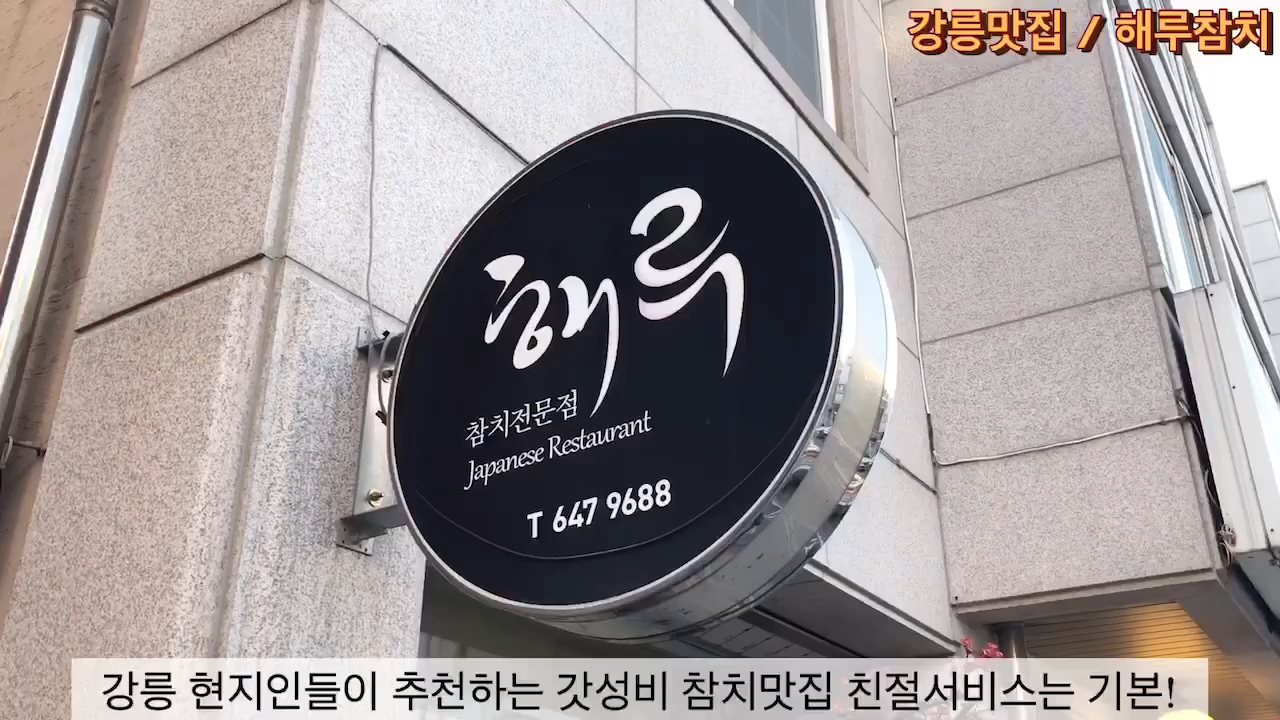 강릉맛집 / 해루참치
해루
참치전문점
Japanese Restaurant
T 647 9688
강릉 현지인들이 추천하는 갓성비 참치맛집 친절서비스는 기본!